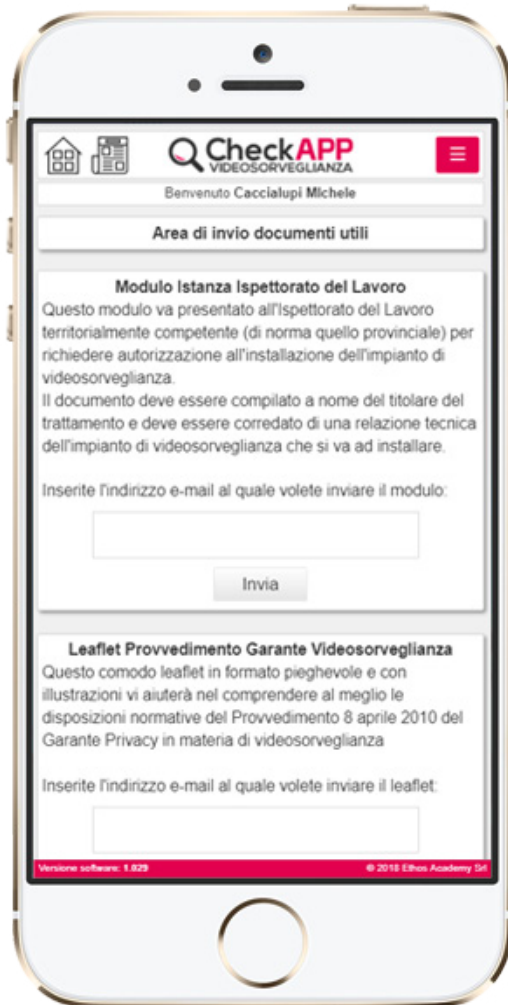 CheckAPP
VIDEOSORVEGLIANZA
Benvenuto Caccialupi MIchele
Area di invio documenti utili
Modulo Istanza Ispettorato del Lavoro
Questo modulo va presentato all'Ispettorato del Lavoro
territorialmente competente (di norma quello provinciale) per
richiedere autorizzazione all'installazione dell'impianto di
videosorveglianza.
Il documento deve essere compilato a nome del titolare del
trattamento e deve essere corredato di una relazione tecnica
dell'impianto di videosorveglianza che si va ad installare.
Inserite l'indirizzo e-mail al quale volete inviare il modulo:
Invia
Leaflet Provvedimento Garante Videosorveglianza
Questo comodo leaflet in formato pieghevole e con
illustrazioni vi aiuterà nel comprendere al meglio le
disposizioni normative del Provvedimento 8 aprile 2010 del
Garante Privacy in materia di videosorveglianza
Inserite l'indirizzo e-mail al quale volete inviare il leaflet:
Versione software: 1.029 © 2018 Ethos Academy Srl